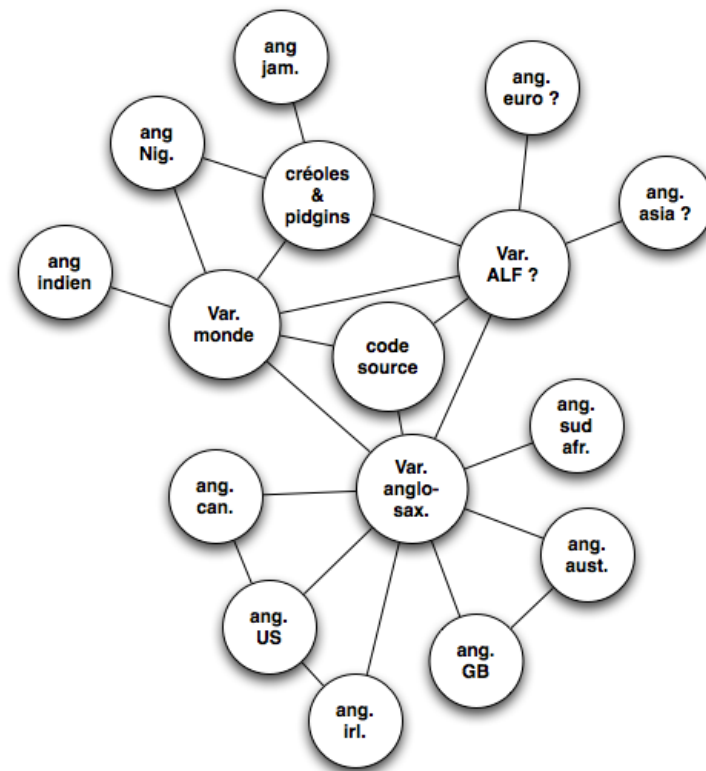 ang
jam.
ang.
euro ?
ang
Nig.
créoles
&
pidgins
ang.
asia ?
ang
indien
Var.
ALF ?
Var.
monde
code
source
ang.
sud
afr.
Var.
anglo-
sax.
ang.
can.
ang.
aust.
ang.
US
ang.
GB
ang.
irl.